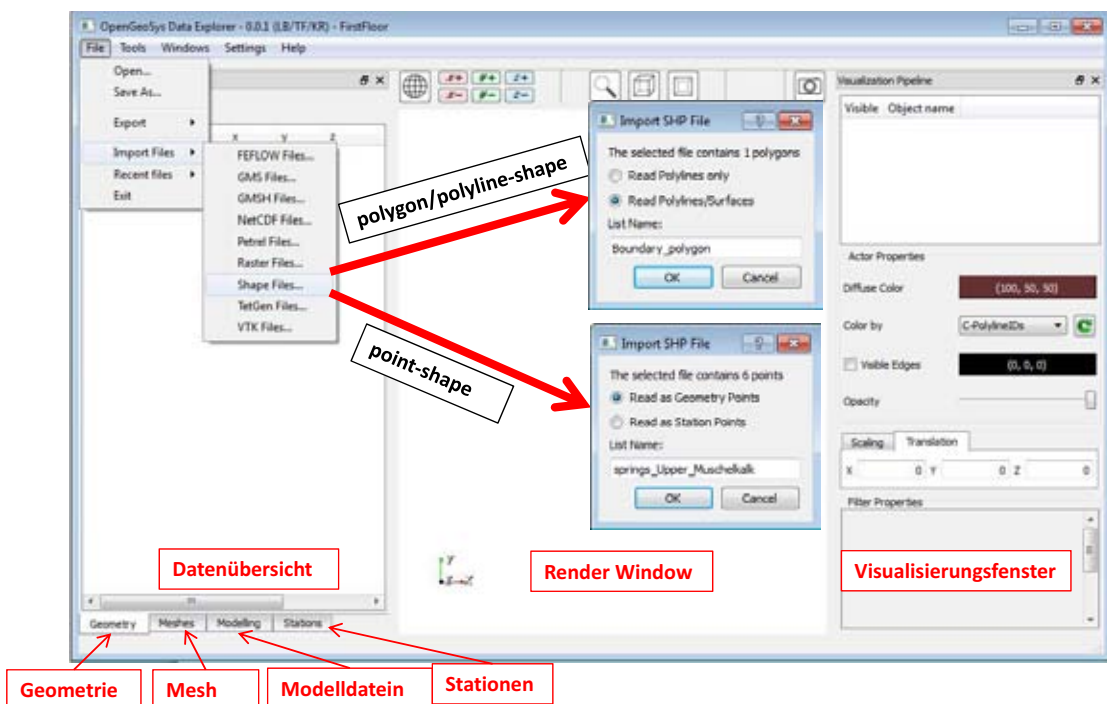 OpenGeoSys Data Explorer - 0.0.1 (LB/TF/KR) - FirstFloor
File Tools Windows Settings Help
Open...
Save As...
Export
Import Files
Recent files
Exit
x y z
FEFLOW Files...
GMS Files...
GMSH Files...
NetCDF Files...
Petrel Files...
Raster Files...
Shape Files...
TetGen Files...
VTK Files...
x+ y+ z+
x- y- z-
polygon/polyline-shape
point-shape
Import SHP File
The selected file contains 1 polygons
Read Polylines only
Read Polylines/Surfaces
List Name:
Boundary_polygon
OK Cancel
Import SHP File
The selected file contains 6 points
Read as Geometry Points
Read as Station Points
List Name:
springs_Upper_Muschelkalk
OK Cancel
Visualization Pipeline
Visible Object name
Actor Properties
Diffuse Color (100, 50, 50)
Color by C-PolylineIDs
Visible Edges (0, 0, 0)
Opacity
Scaling Translation
X 0 Y 0 Z 0
Filter Properties
Datenübersicht
Render Window
Visualisierungsfenster
Y
Z X
Geometry Meshes Modelling Stations
Geometrie
Mesh
Modelldatein
Stationen